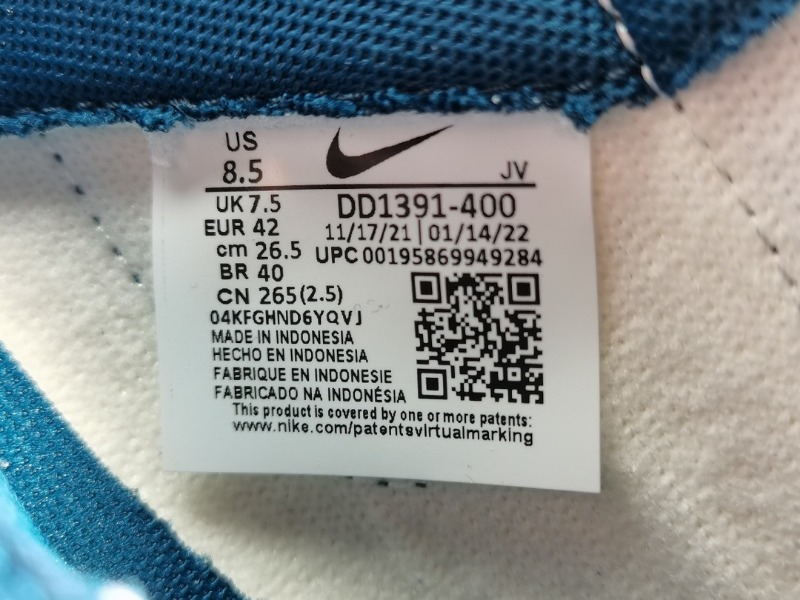 US
8.5
JV
UK 7.5
DD1391-400
EUR 42
11/17/21 | 01/14/22
cm 26.5
UPC 00195869949284
BR 40
CN 265 (2.5)
04KFGHND6YQVJ
MADE IN INDONESIA
HECHO EN INDONESIA
FABRIQUE EN INDONESIE
FABRICADO NA INDONÉSIA
This product is covered by one or more patents:
www.nike.com/patentsvirtualmarking